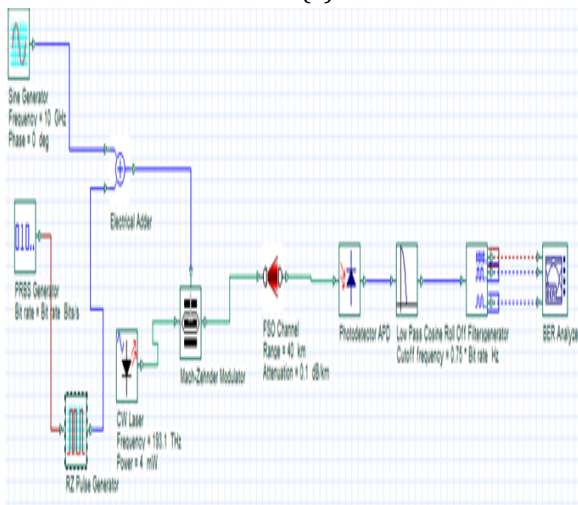 Sine Generator
Frequency = 10 GHz
Phase = 0 deg
Electrical Adder
010..
PRBS Generator
Bit rate = Bit rate Bits/s
CW Laser
Frequency = 193.1 THz
Power = 4 mW
Mach-Zehnder Modulator
FSO Channel
Range = 40 km
Attenuation = 0.1 dB/km
Photodetector APD
Low Pass Cosine Roll Off Filter
Cutoff frequency = 0.75 * Bit rate Hz
BER Analyse
RZ Pulse Generator